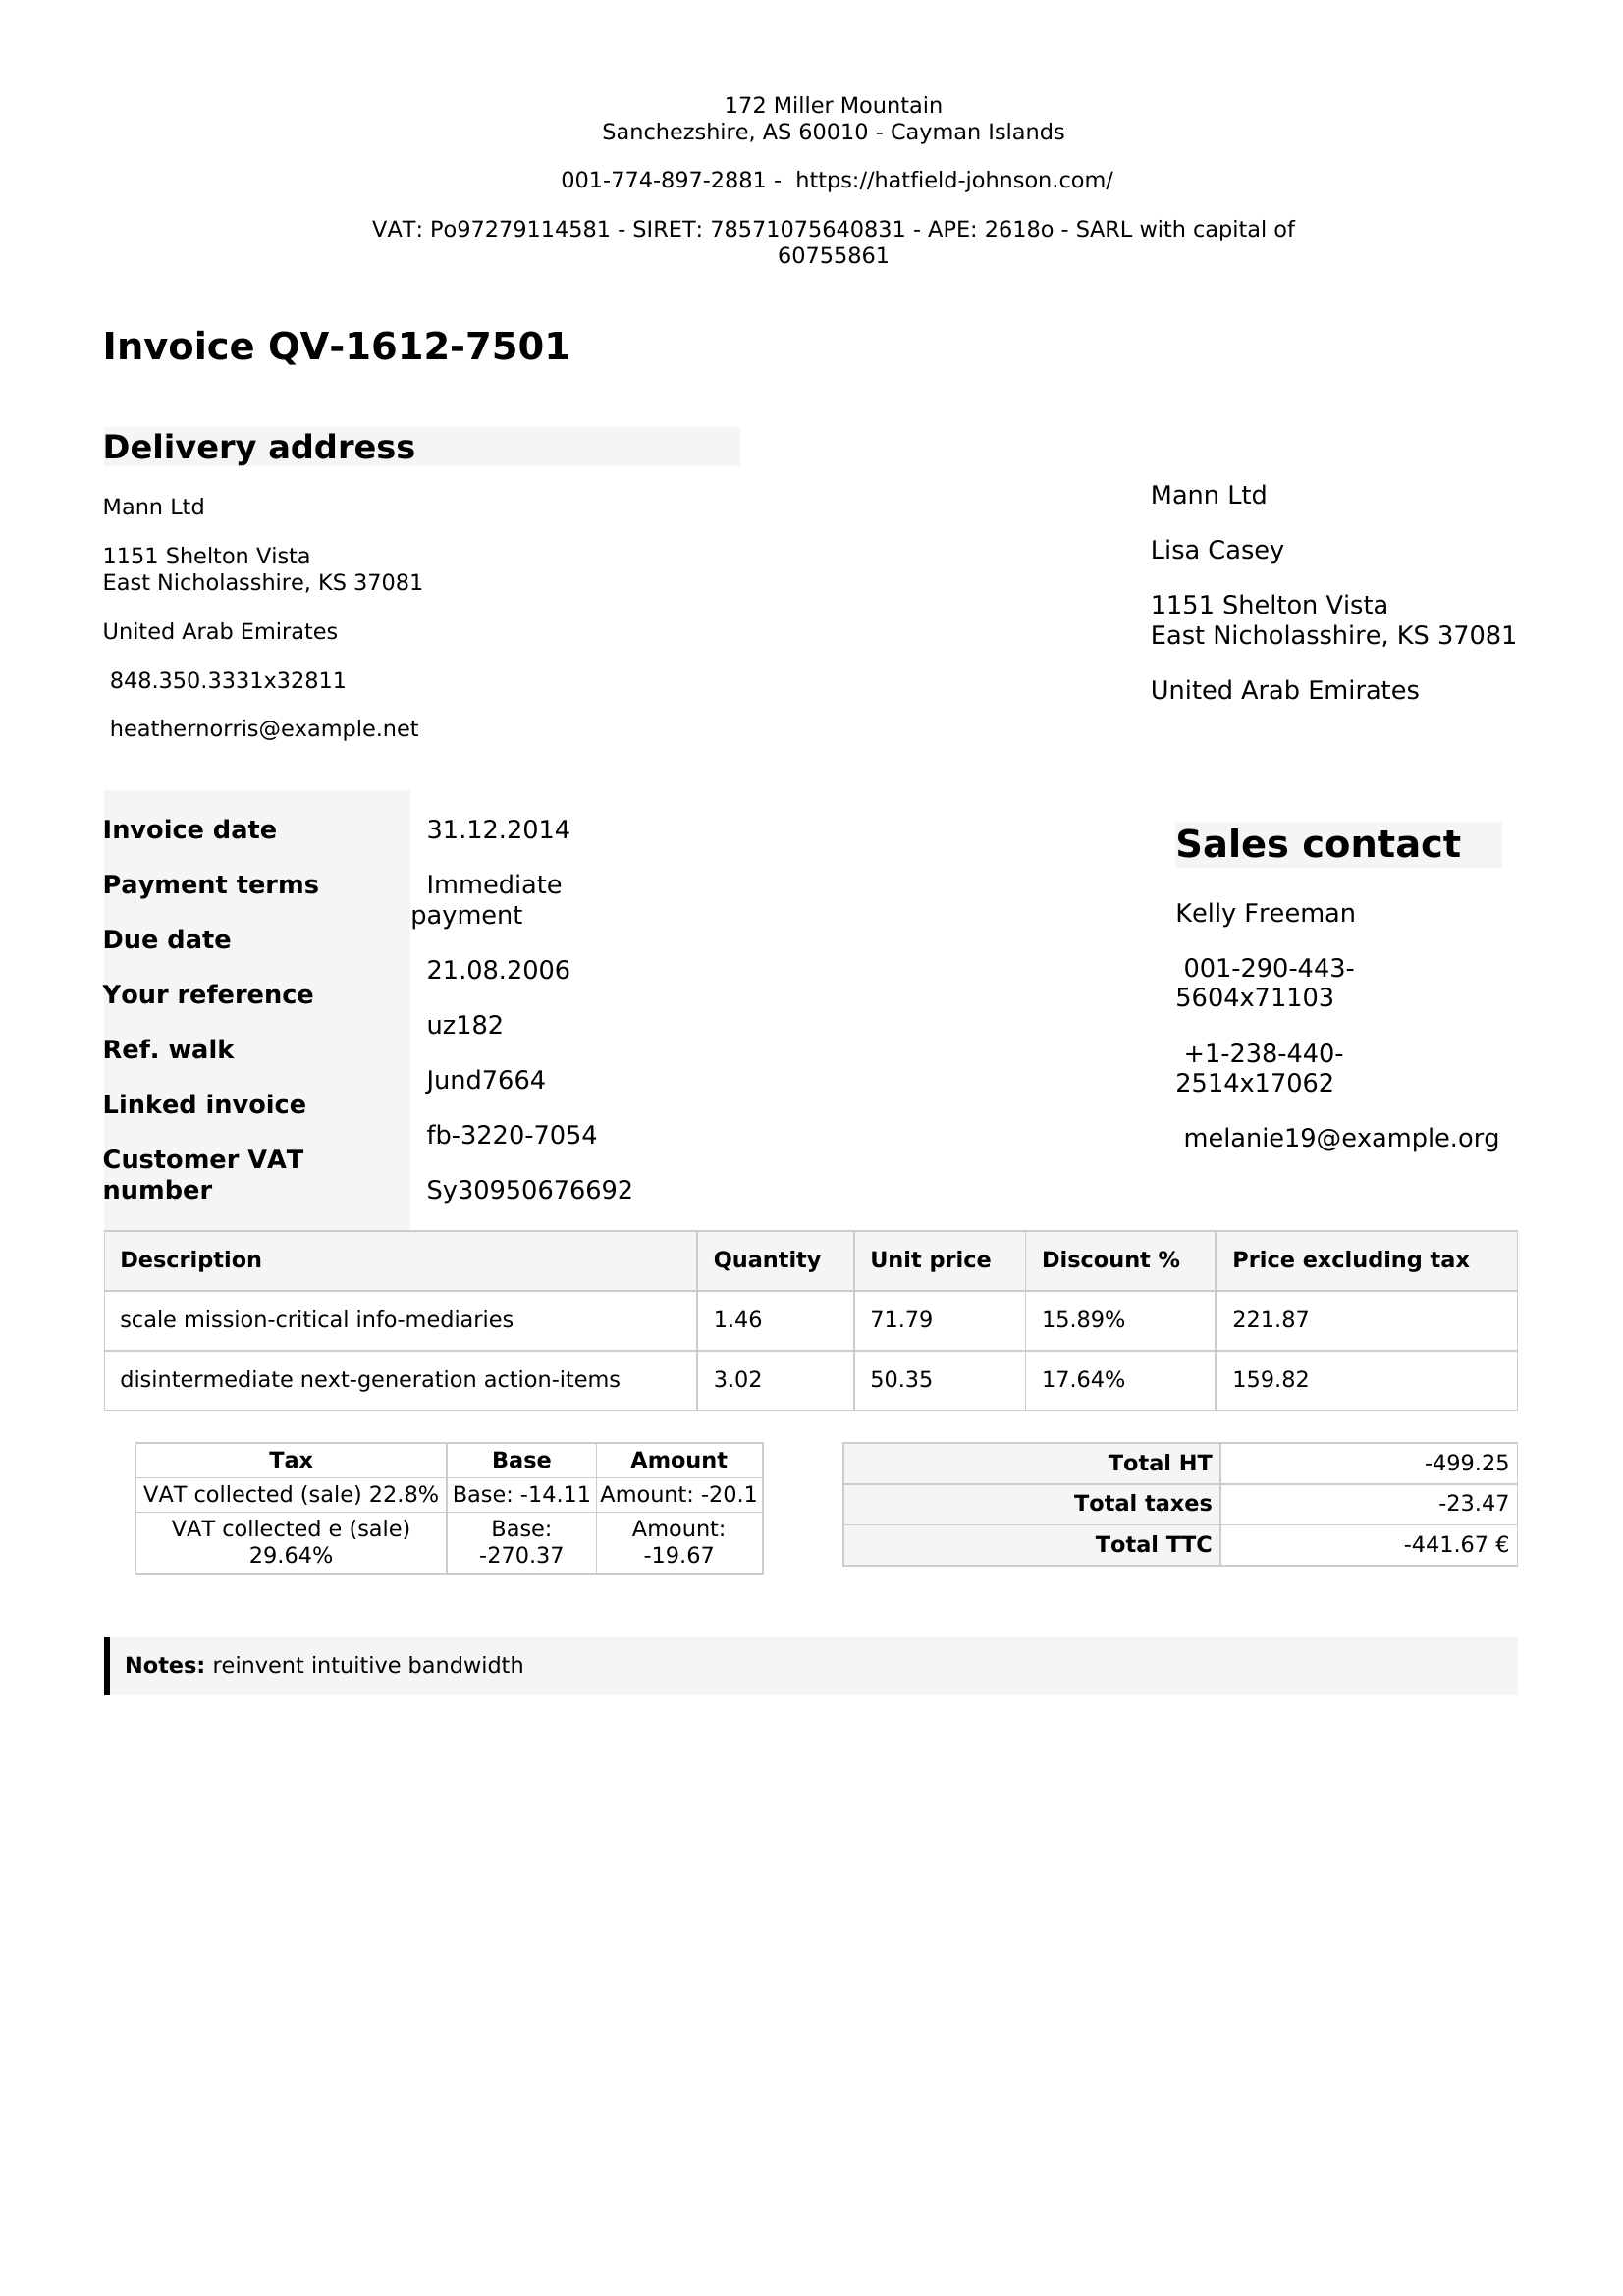 172 Miller Mountain
Sanchezshire, AS 60010 - Cayman Islands
001-774-897-2881 - https://hatfield-johnson.com/
VAT: Po97279114581 - SIRET: 78571075640831 - APE: 2618o - SARL with capital of
60755861
Invoice QV-1612-7501
Delivery address
Mann Ltd
1151 Shelton Vista
East Nicholasshire, KS 37081
United Arab Emirates
848.350.3331x32811
heathernorris@example.net
Mann Ltd
Lisa Casey
1151 Shelton Vista
East Nicholasshire, KS 37081
United Arab Emirates
Invoice date
Payment terms
Due date
Your reference
Ref. walk
Linked invoice
Customer VAT
number
31.12.2014
Immediate
payment
21.08.2006
uz182
Jund7664
fb-3220-7054
Sy30950676692
Sales contact
Kelly Freeman
001-290-443-
5604x71103
+1-238-440-
2514x17062
melanie19@example.org
Description Quantity Unit price Discount % Price excluding tax
scale mission-critical info-mediaries 1.46 71.79 15.89% 221.87
disintermediate next-generation action-items 3.02 50.35 17.64% 159.82
Tax Base Amount
VAT collected (sale) 22.8% Base: -14.11 Amount: -20.1
VAT collected e (sale) Base: Amount:
29.64% -270.37 -19.67
Total HT -499.25
Total taxes -23.47
Total TTC -441.67 €
Notes: reinvent intuitive bandwidth